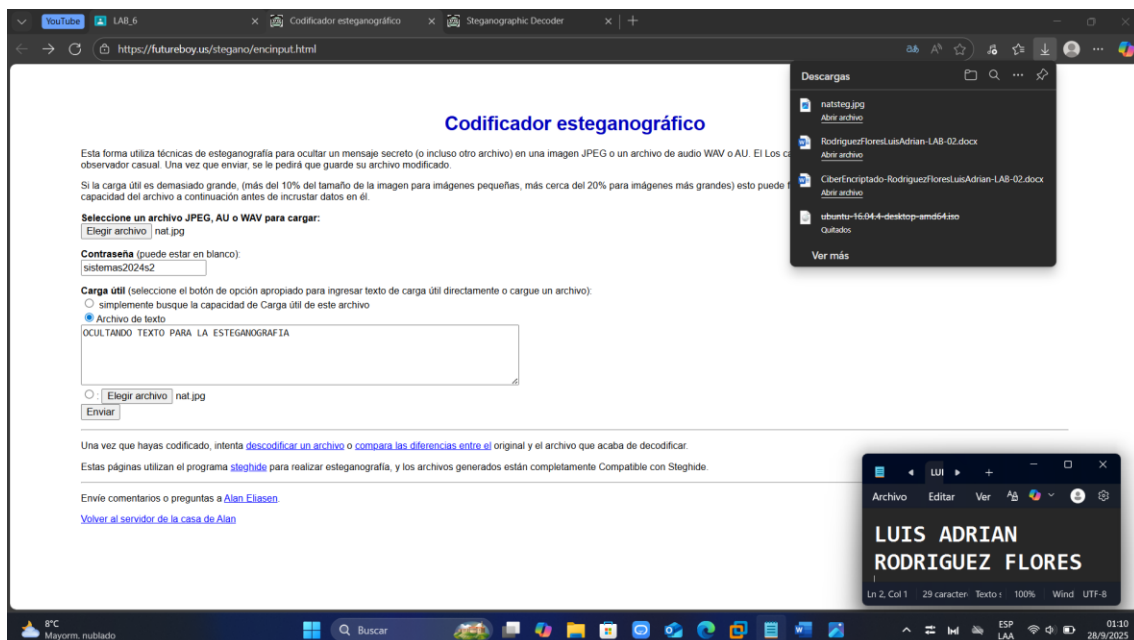 YouTube
LAB_6
Codificador esteganográfico
Steganographic Decoder
https://futureboy.us/stegano/encinput.html
Descargas
natsteg.jpg
Abrir archivo
RodriguezFloresLuisAdrian-LAB-02.docx
Abrir archivo
CiberEncriptado-RodriguezFloresLuisAdrian-LAB-02.docx
Abrir archivo
ubuntu-16.04.4-desktop-amd64.iso
Quitados
Ver más
Codificador esteganográfico
Esta forma utiliza técnicas de esteganografía para ocultar un mensaje secreto (o incluso otro archivo) en una imagen JPEG o un archivo de audio WAV o AU. El Los
observador casual. Una vez que enviar, se le pedirá que guarde su archivo modificado.
Si la carga útil es demasiado grande, (más del 10% del tamaño de la imagen para imágenes pequeñas, más cerca del 20% para imágenes más grandes) esto puede
capacidad del archivo a continuación antes de incrustar datos en él.
Seleccione un archivo JPEG, AU o WAV para cargar:
Elegir archivo nat.jpg
Contraseña (puede estar en blanco):
sistemas2024s2
Carga útil (seleccione el botón de opción apropiado para ingresar texto de carga útil directamente o cargue un archivo):
simplemente busque la capacidad de Carga útil de este archivo
Archivo de texto
OCULTANDO TEXTO PARA LA ESTEGANOGRAFIA
: Elegir archivo nat.jpg
Enviar
Una vez que hayas codificado, intenta descodificar un archivo o compara las diferencias entre el original y el archivo que acaba de decodificar.
Estas páginas utilizan el programa steghide para realizar esteganografía, y los archivos generados están completamente Compatible con Steghide.
Envíe comentarios o preguntas a Alan Eliasen.
Volver al servidor de la casa de Alan
LUI
Archivo Editar Ver
LUIS ADRIAN
RODRIGUEZ FLORES
Ln 2, Col 1 29 caracter Texto 100% Wind UTF-8
8°C
Mayorm. nublado
Buscar
ESP
LAA
01:10
28/9/2025